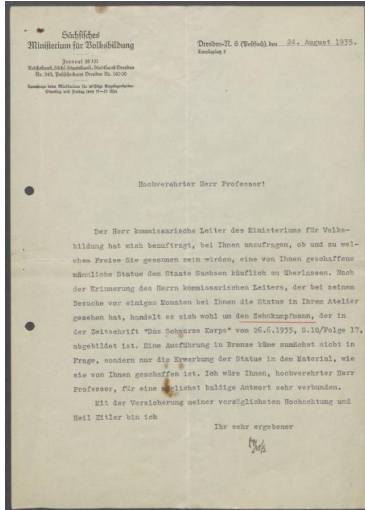 Sächsisches
Ministerium für Volksbildung
Dresden-N. 6 (Postfach), den 24. August 1935.
Hochverehrter Herr Professor!
Der Herr kommissarische Leiter des Ministeriums für Volks-
bildung hat mich beauftragt, bei Ihnen anzufragen, ob und zu wel-
chem Preise Sie gesonnen sein würden, eine von Ihnen geschaffene
männliche Statue dem Staate Sachsen käuflich zu überlassen. Nach
der Erinnerung des Herrn kommissarischen Leiters, der bei seinem
Besuche vor einigen Monaten bei Ihnen die Statue in Ihrem Atelier
gesehen hat, handelt es sich wohl um den Zehnkampfmann, der in
der Zeitschrift "Das Schwarze Korps" vom 26.6.1935, S.10/Folge 17,
abgebildet ist. Eine Ausführung in Bronze käme zunächst nicht in
Frage, sondern nur die Erwerbung der Statue in dem Material, wie
sie von Ihnen geschaffen ist. Ich wäre Ihnen, hochverehrter Herr
Professor, für eine möglichst baldige Antwort sehr verbunden.
Mit der Versicherung meiner vorzüglichsten Hochachtung und
Heil Hitler bin ich
Ihr sehr ergebener